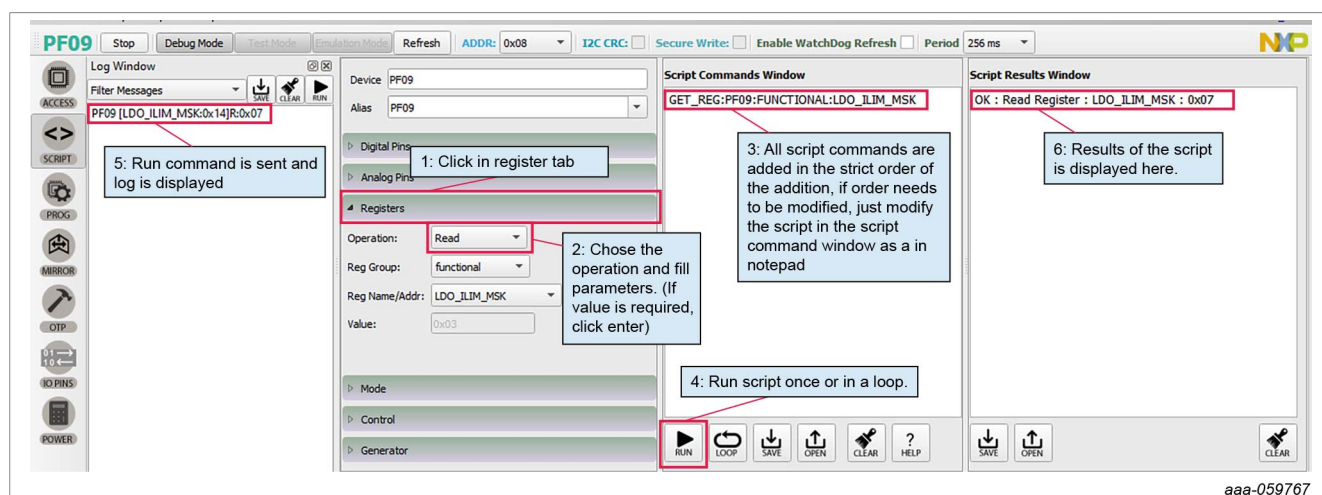 PF09
Stop
Debug Mode
Test Mode
Emulation Mode
Refresh
ADDR: 0x08
I2C CRC:
Secure Write:
Enable WatchDog Refresh
Period 256 ms
NXP
ACCESS
SCRIPT
PROG
MIRROR
OTP
IO PINS
POWER
Log Window
Filter Messages
SAVE
CLEAR
RUN
PF09 [LDO_ILIM_MSK:0x14]R:0x07
5: Run command is sent and
log is displayed
Device PF09
Alias PF09
Digital Pins
1: Click in register tab
Analog Pins
Registers
Operation: Read
Reg Group: functional
Reg Name/Addr: LDO_ILIM_MSK
Value: 0x03
2: Chose the
operation and fill
parameters. (If
value is required,
click enter)
Mode
Control
Generator
Script Commands Window
GET_REG:PF09:FUNCTIONAL:LDO_ILIM_MSK
3: All script commands are
added in the strict order of
the addition, if order needs
to be modified, just modify
the script in the script
command window as a in
notepad
4: Run script once or in a loop.
RUN
LOOP
SAVE
OPEN
CLEAR
? HELP
Script Results Window
OK : Read Register : LDO_ILIM_MSK : 0x07
6: Results of the script
is displayed here.
SAVE
OPEN
CLEAR
aaa-059767